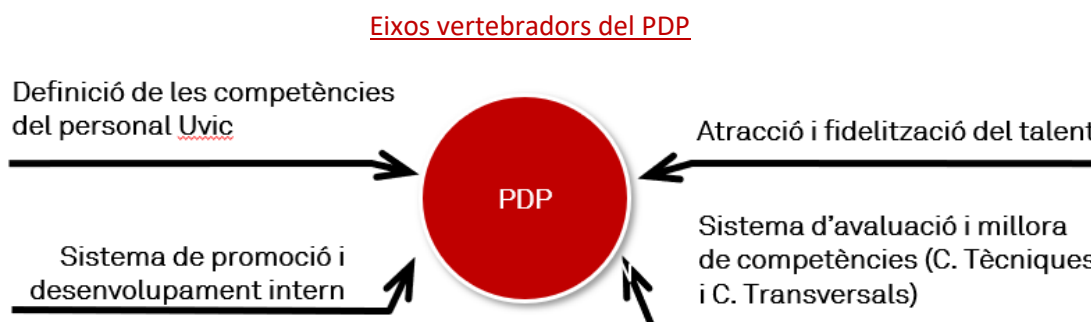 Eixos vertebradors del PDP
Definició de les competències
del personal Uvic
Atracció i fidelització del talent
PDP
Sistema de promoció i
desenvolupament intern
Sistema d'avaluació i millora
de competències (C. Tècniques
i C. Transversals)